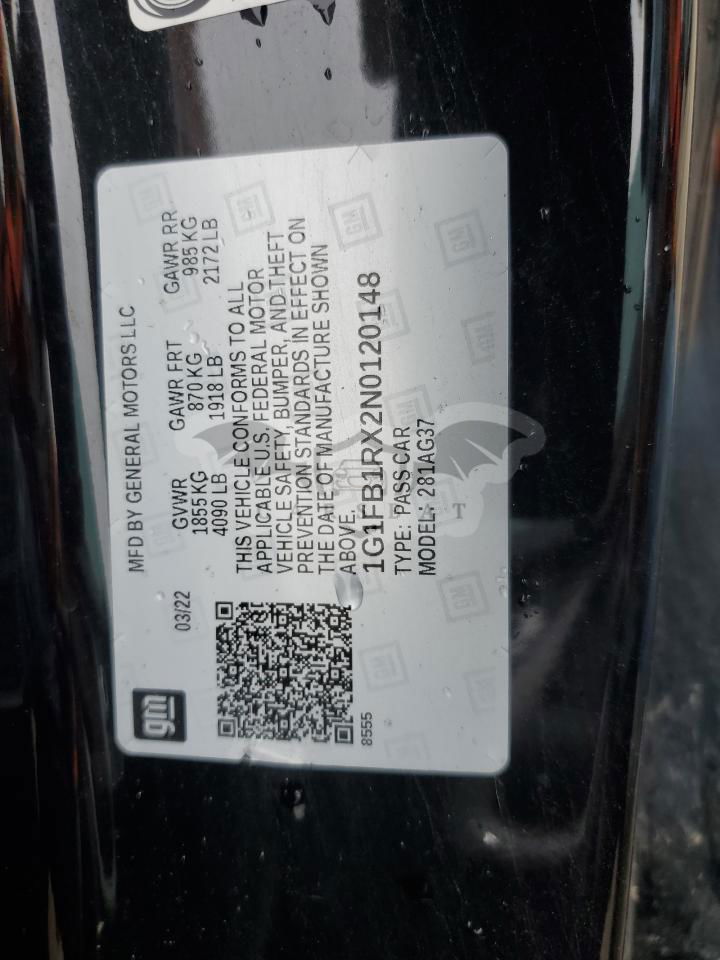 gm
MFD BY GENERAL MOTORS LLC
03/22
GVWR GAWR FRT GAWR RR
1855 KG 870 KG 985 KG
4090 LB 1918 LB 2172 LB
THIS VEHICLE CONFORMS TO ALL
APPLICABLE U.S. FEDERAL MOTOR
VEHICLE SAFETY, BUMPER, AND THEFT
PREVENTION STANDARDS IN EFFECT ON
THE DATE OF MANUFACTURE SHOWN
ABOVE.
1G1FB1RX2N0120148
TYPE: PASS CAR
MODEL: 281AG37
8555